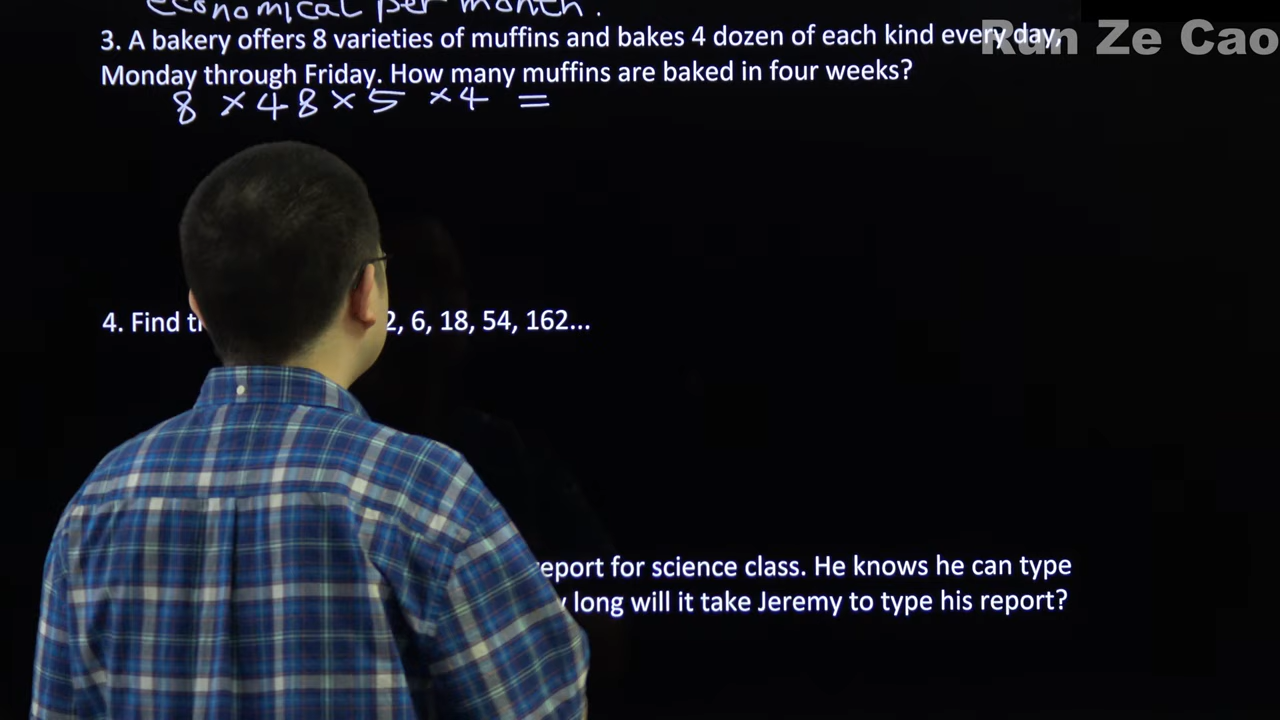 economical per month.
3. A bakery offers 8 varieties of muffins and bakes 4 dozen of each kind every day,
Run Ze Cao
Monday through Friday. How many muffins are baked in four weeks?
8 × 48 × 5 × 4 =
4. Find 2, 6, 18, 54, 162...
report for science class. He knows he can type
long will it take Jeremy to type his report?